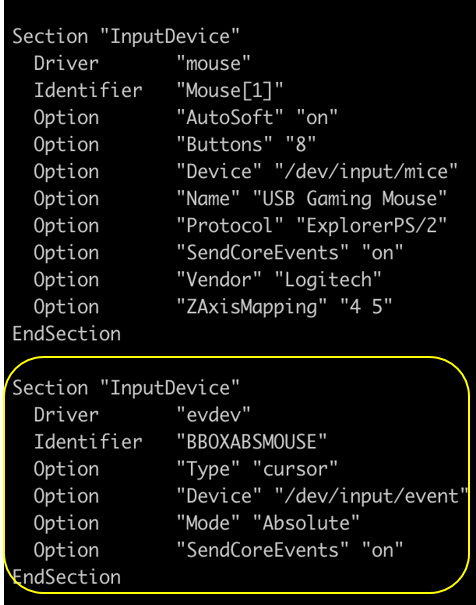 Section "InputDevice"
  Driver         "mouse"
  Identifier   "Mouse[1]"
  Option         "AutoSoft" "on"
  Option         "Buttons" "8"
  Option         "Device" "/dev/input/mice"
  Option         "Name" "USB Gaming Mouse"
  Option         "Protocol" "ExplorerPS/2"
  Option         "SendCoreEvents" "on"
  Option         "Vendor" "Logitech"
  Option         "ZAxisMapping" "4 5"
EndSection
Section "InputDevice"
  Driver         "evdev"
  Identifier   "BBOXABSMOUSE"
  Option         "Type" "cursor"
  Option         "Device" "/dev/input/event"
  Option         "Mode" "Absolute"
  Option         "SendCoreEvents" "on"
EndSection